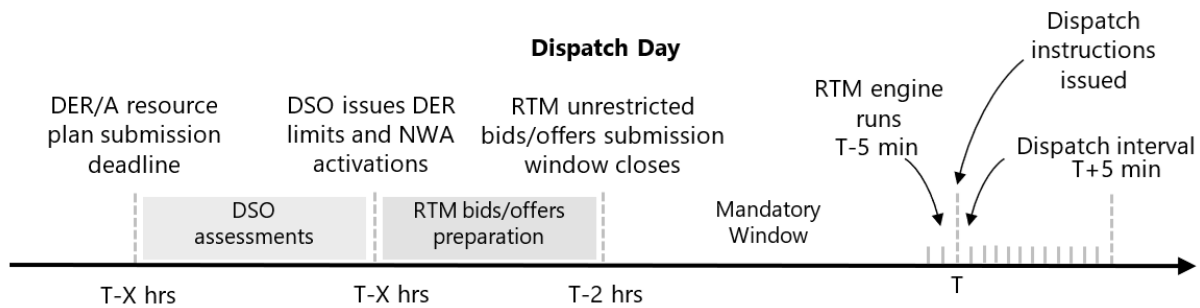 Dispatch Day
DER/A resource
plan submission
deadline
DSO issues DER
limits and NWA
activations
RTM unrestricted
bids/offers submission
window closes
RTM engine
runs
T-5 min
Dispatch
instructions
issued
Dispatch interval
T+5 min
DSO
assessments
RTM bids/offers
preparation
Mandatory
Window
T-X hrs
T-X hrs
T-2 hrs
T